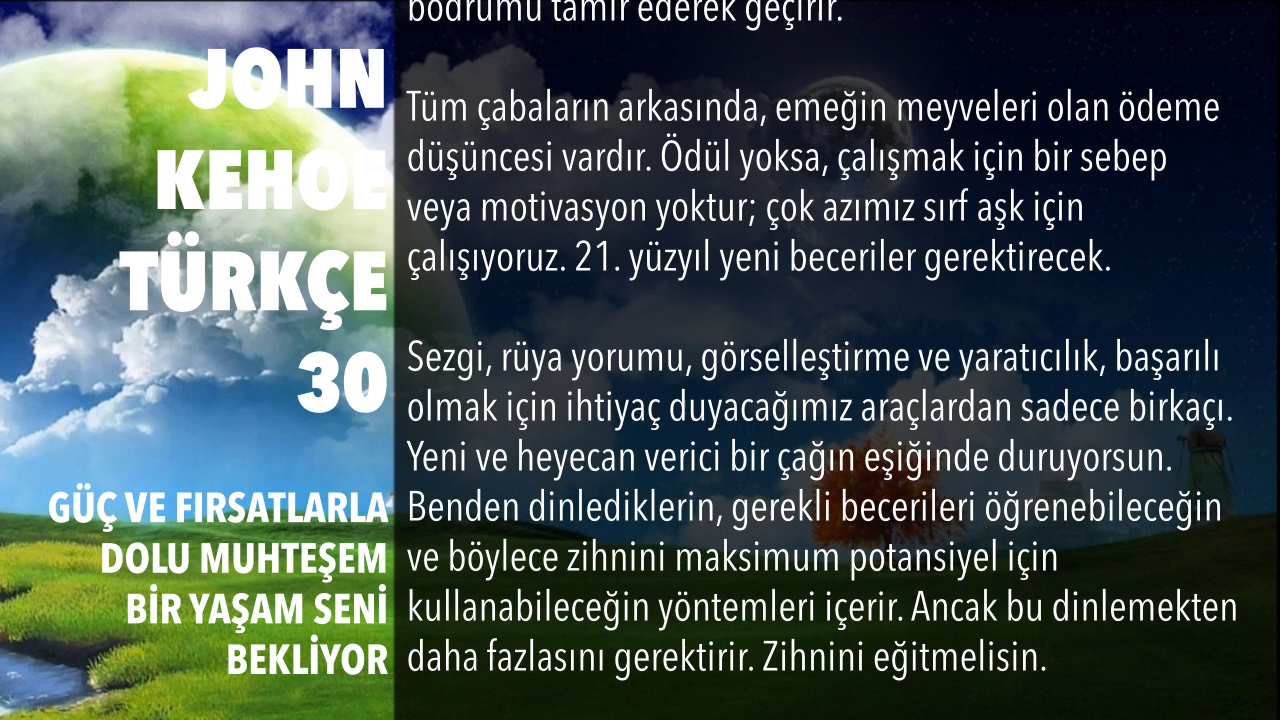 JOHN
KEHOE
TÜRKÇE
30
GÜÇ VE FIRSATLARLA
DOLU MUHTEŞEM
BİR YAŞAM SENİ
BEKLİYOR
bodrumu tamir ederek geçirir.
Tüm çabaların arkasında, emeğin meyveleri olan ödeme
düşüncesi vardır. Ödül yoksa, çalışmak için bir sebep
veya motivasyon yoktur; çok azımız sırf aşk için
çalışıyoruz. 21. yüzyıl yeni beceriler gerektirecek.
Sezgi, rüya yorumu, görselleştirme ve yaratıcılık, başarılı
olmak için ihtiyaç duyacağımız araçlardan sadece birkaçı.
Yeni ve heyecan verici bir çağın eşiğinde duruyorsun.
Benden dinlediklerin, gerekli becerileri öğrenebileceğin
ve böylece zihnini maksimum potansiyel için
kullanabileceğin yöntemleri içerir. Ancak bu dinlemekten
daha fazlasını gerektirir. Zihnini eğitmelisin.